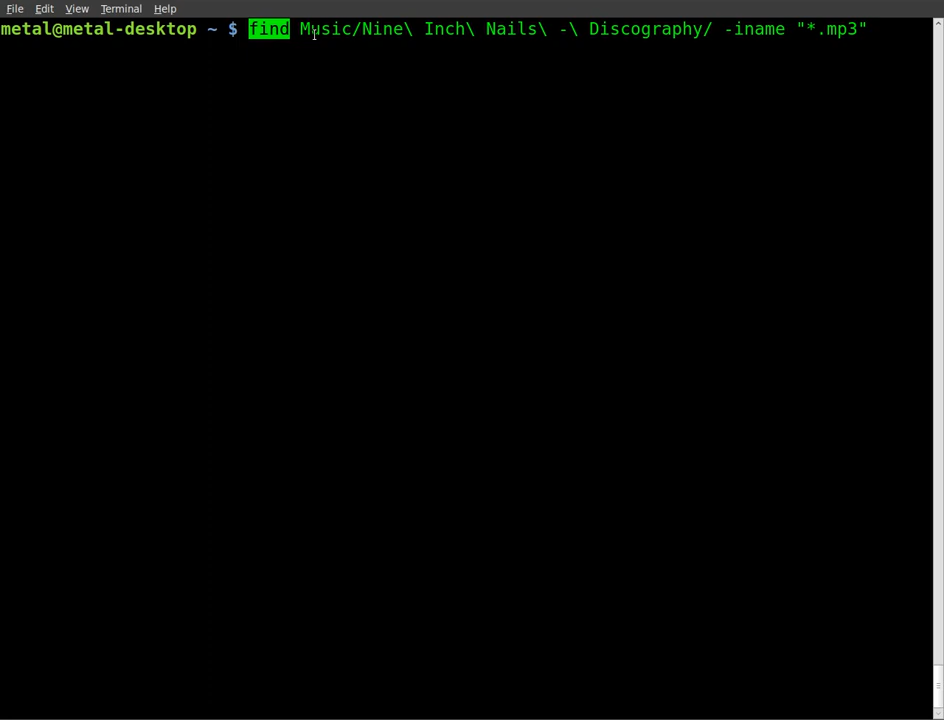 File Edit View Terminal Help
metal@metal-desktop ~ $ find Music/Nine\ Inch\ Nails\ -\ Discography/ -iname "*.mp3"